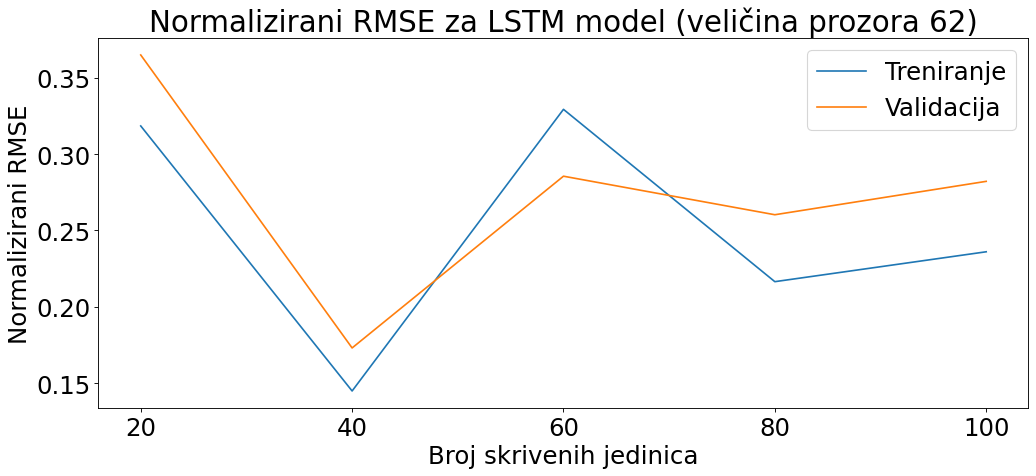 Normalizirani RMSE za LSTM model (veličina prozora 62)
Treniranje
Validacija
Normalizirani RMSE
0.35
0.30
0.25
0.20
0.15
20 40 60 80 100
Broj skrivenih jedinica